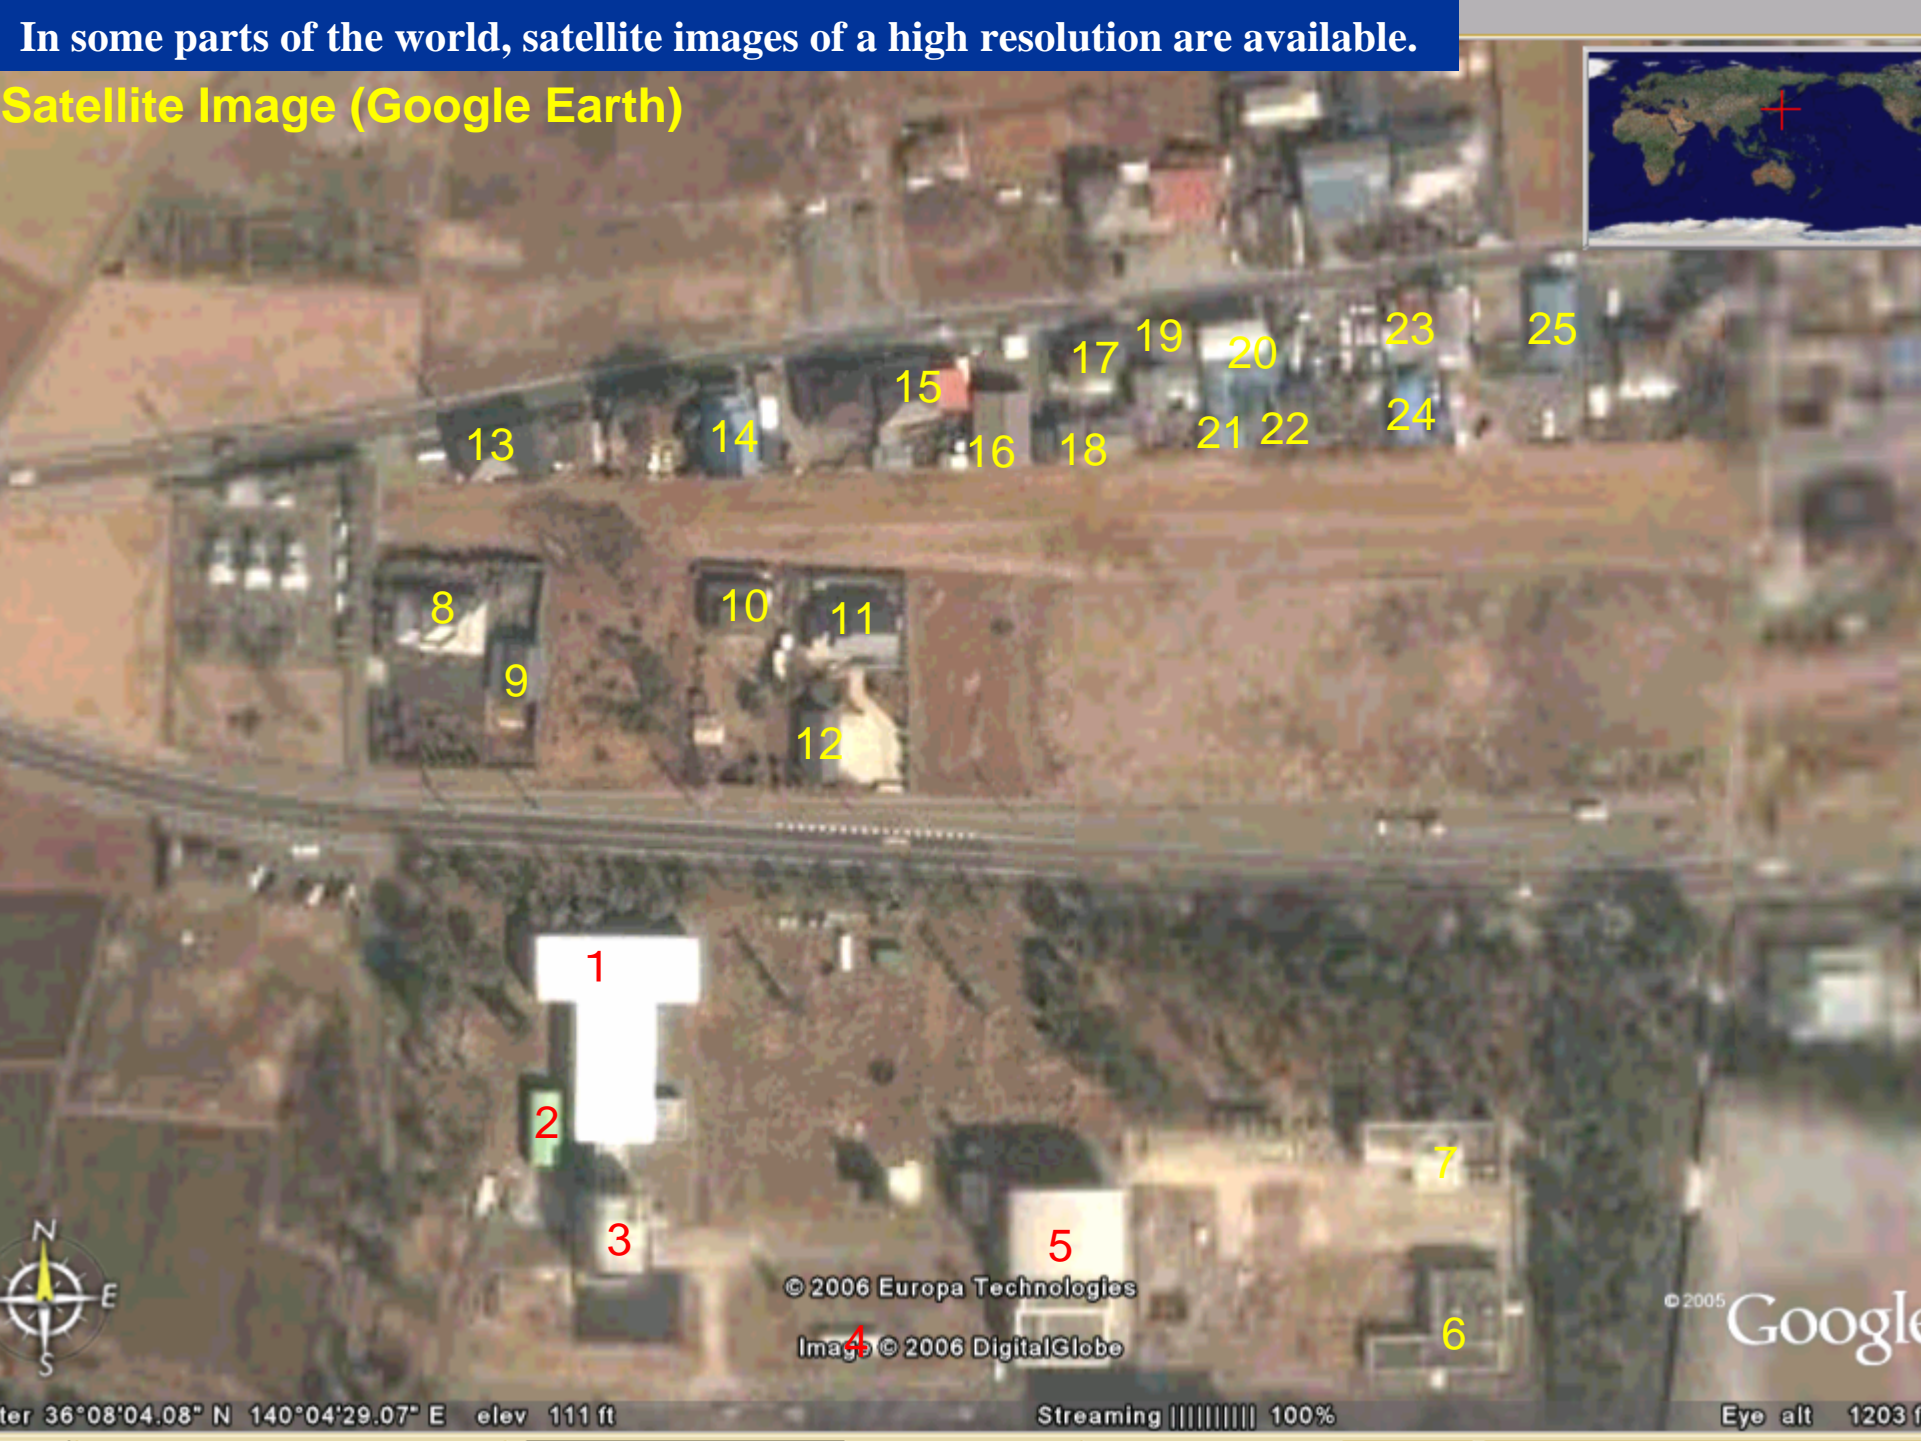 In some parts of the world, satellite images of a high resolution are available.
Satellite Image (Google Earth)
19
23
25
20
17
15
24
21 22
14
13
16
18
8
10
11
9
12
1
2
7
3
5
N
E
S
© 2006 Europa Technologies
© 2005 Google
6
4
Image © 2006 DigitalGlobe
ter 36°08'04.08" N 140°04'29.07" E elev 111 ft Streaming |||||||||| 100% Eye alt 1203 f